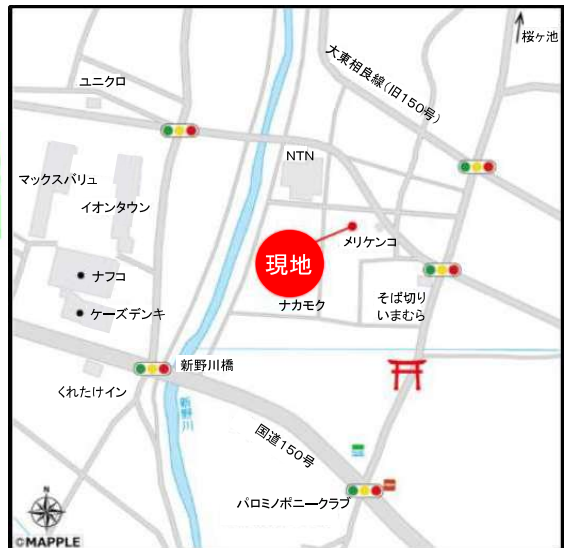 桜ヶ池
大東相良線(旧150号)
ユニクロ
NTN
マックスバリュ
イオンタウン
メリケンコ
現地
ナフコ
そば切り
いまむら
ナカモク
ケーズデンキ
新野川橋
くれたけイン
新野川
国道150号
パロミノポニークラブ
N
©MAPPLE